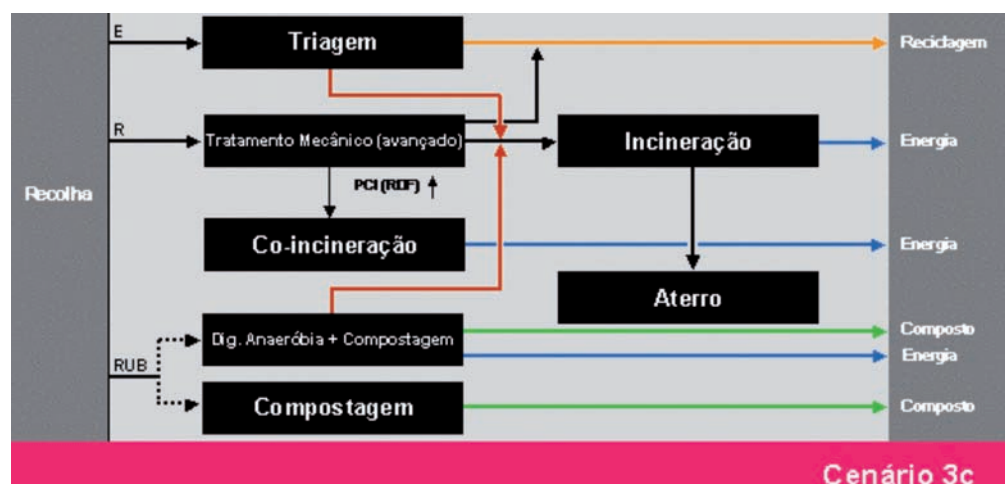 E
Triagem
Reciclagem
R
Tratamento Mecânico (avançado)
Incineração
Energia
PCI (RDF)
Recolha
Co-incineração
Energia
Aterro
Dig. Anaeróbia + Compostagem
Composto
Energia
RUB
Compostagem
Composto
Cenário 3c